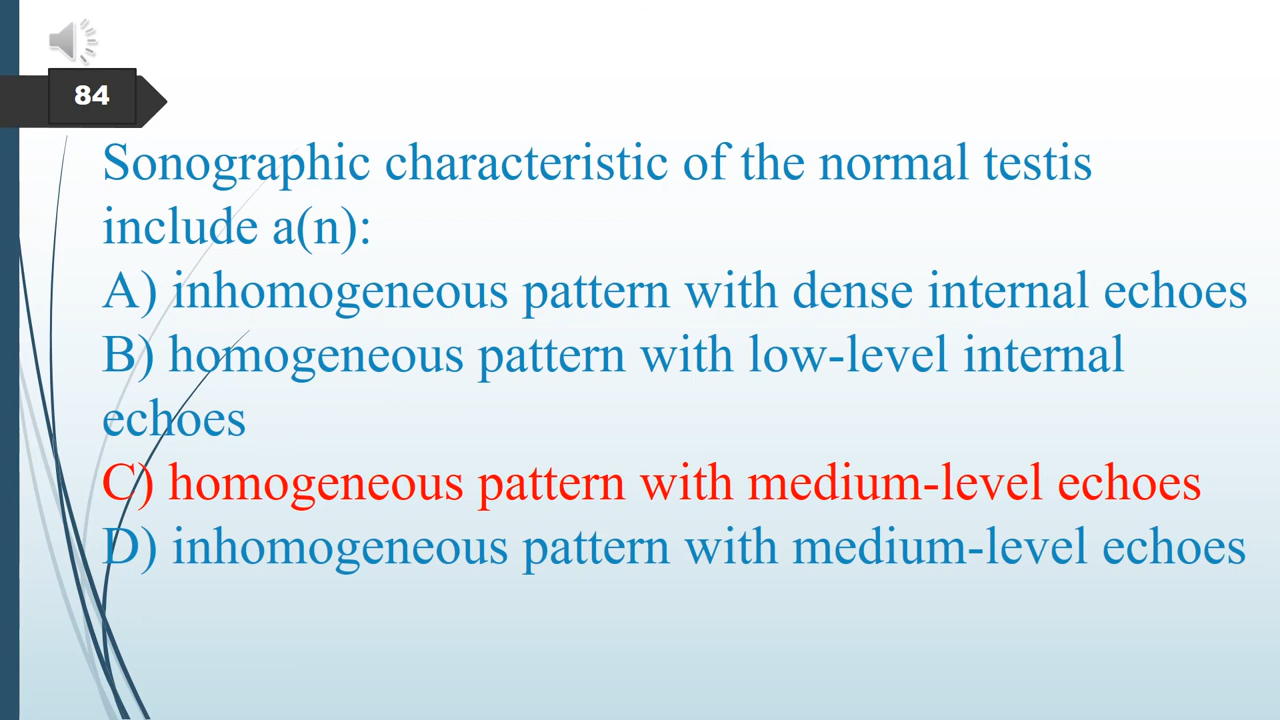 84
Sonographic characteristic of the normal testis
include a(n):
A) inhomogeneous pattern with dense internal echoes
B) homogeneous pattern with low-level internal
echoes
C) homogeneous pattern with medium-level echoes
D) inhomogeneous pattern with medium-level echoes